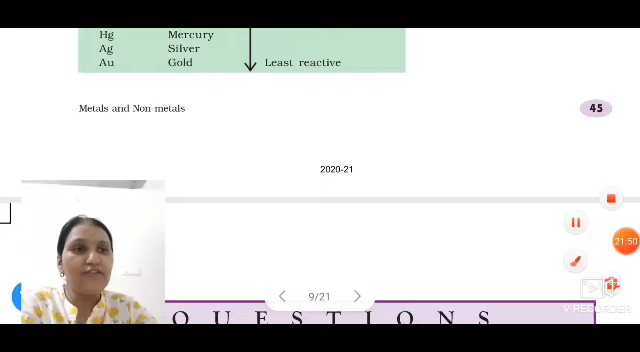 Hg Mercury
Ag Silver
Au Gold Least reactive
Metals and Non-metals 45
2020-21
21:50
9/21
V RECORDER
QUESTIONS